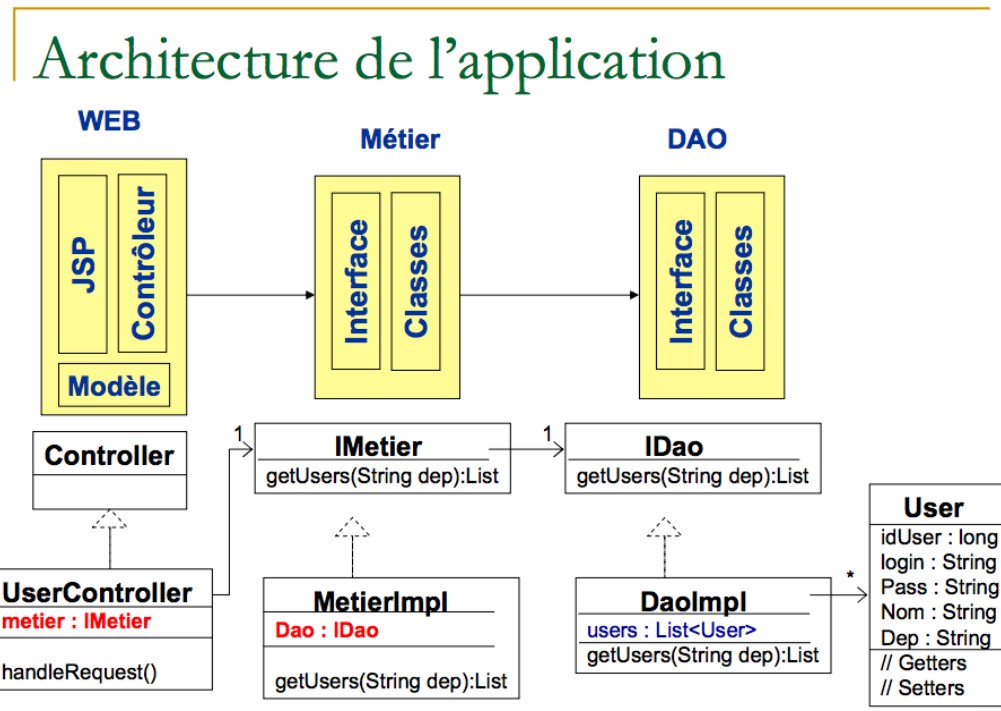 Architecture de l'application
WEB
Métier
DAO
JSP
Contrôleur
Modèle
Interface
Classes
Interface
Classes
Controller
1
IMetier
getUsers(String dep):List
1
IDao
getUsers(String dep):List
UserController
metier : IMetier
handleRequest()
MetierImpl
Dao : IDao
getUsers(String dep):List
DaoImpl
users : List<User>
getUsers(String dep):List
*
User
idUser : long
login : String
Pass : String
Nom : String
Dep : String
// Getters
// Setters